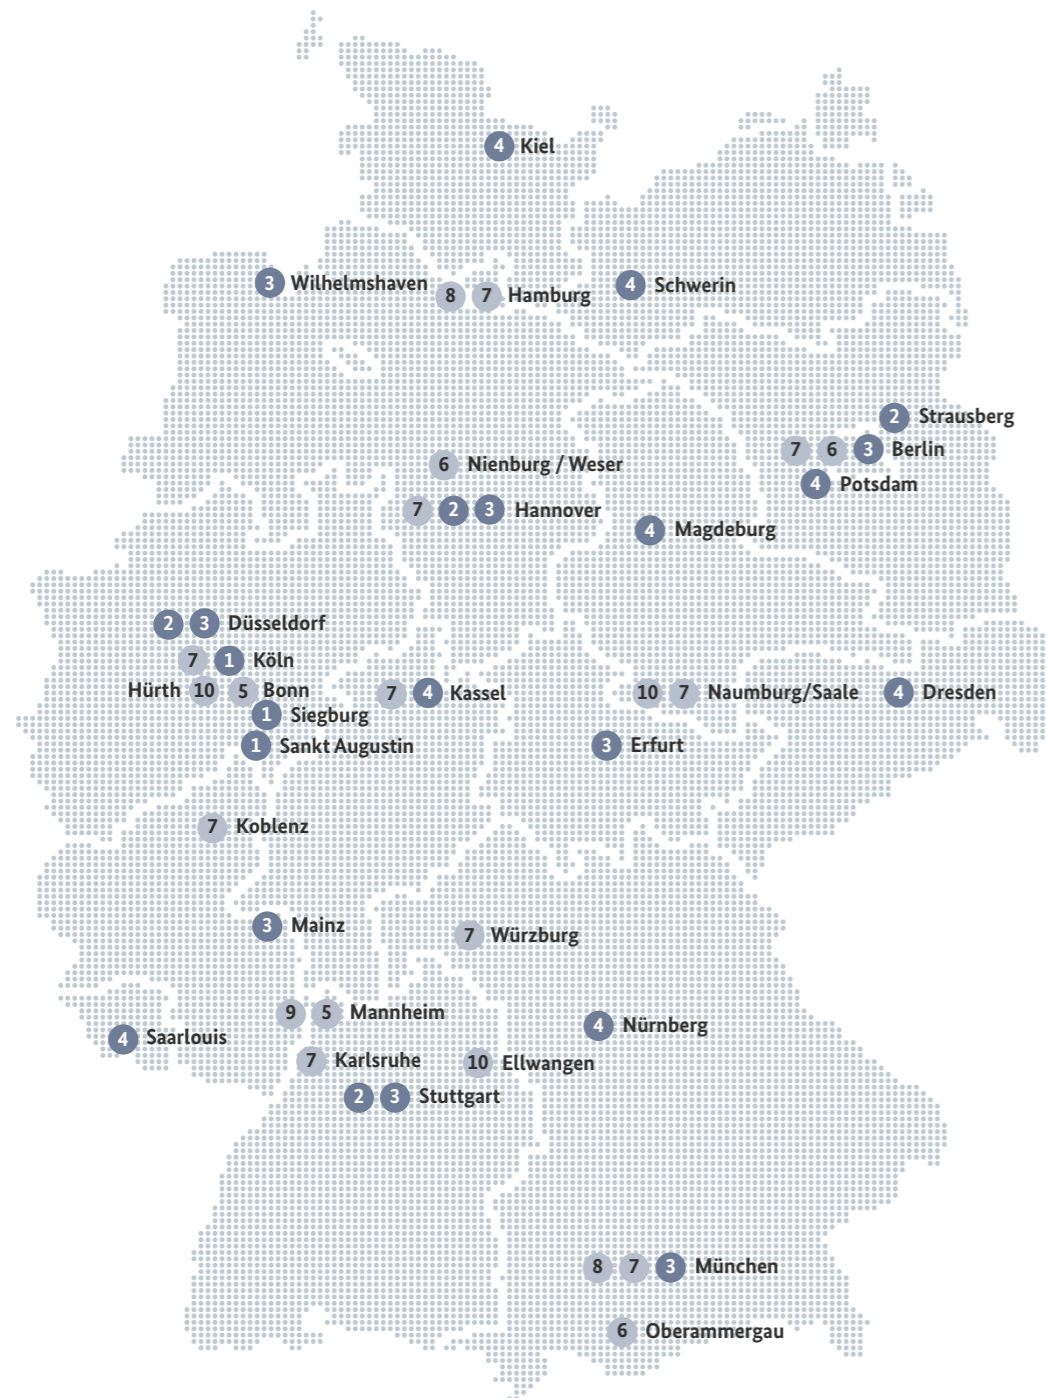 4 Kiel
3 Wilhelmshaven
8 7 Hamburg
4 Schwerin
2 Strausberg
7 6 3 Berlin
6 Nienburg / Weser
4 Potsdam
7 2 3 Hannover
4 Magdeburg
2 3 Düsseldorf
7 1 Köln
Hürth 10 5 Bonn
7 4 Kassel
10 7 Naumburg/Saale
4 Dresden
1 Siegburg
1 Sankt Augustin
3 Erfurt
7 Koblenz
3 Mainz
7 Würzburg
9 5 Mannheim
4 Nürnberg
4 Saarlouis
7 Karlsruhe
10 Ellwangen
2 3 Stuttgart
8 7 3 München
6 Oberammergau